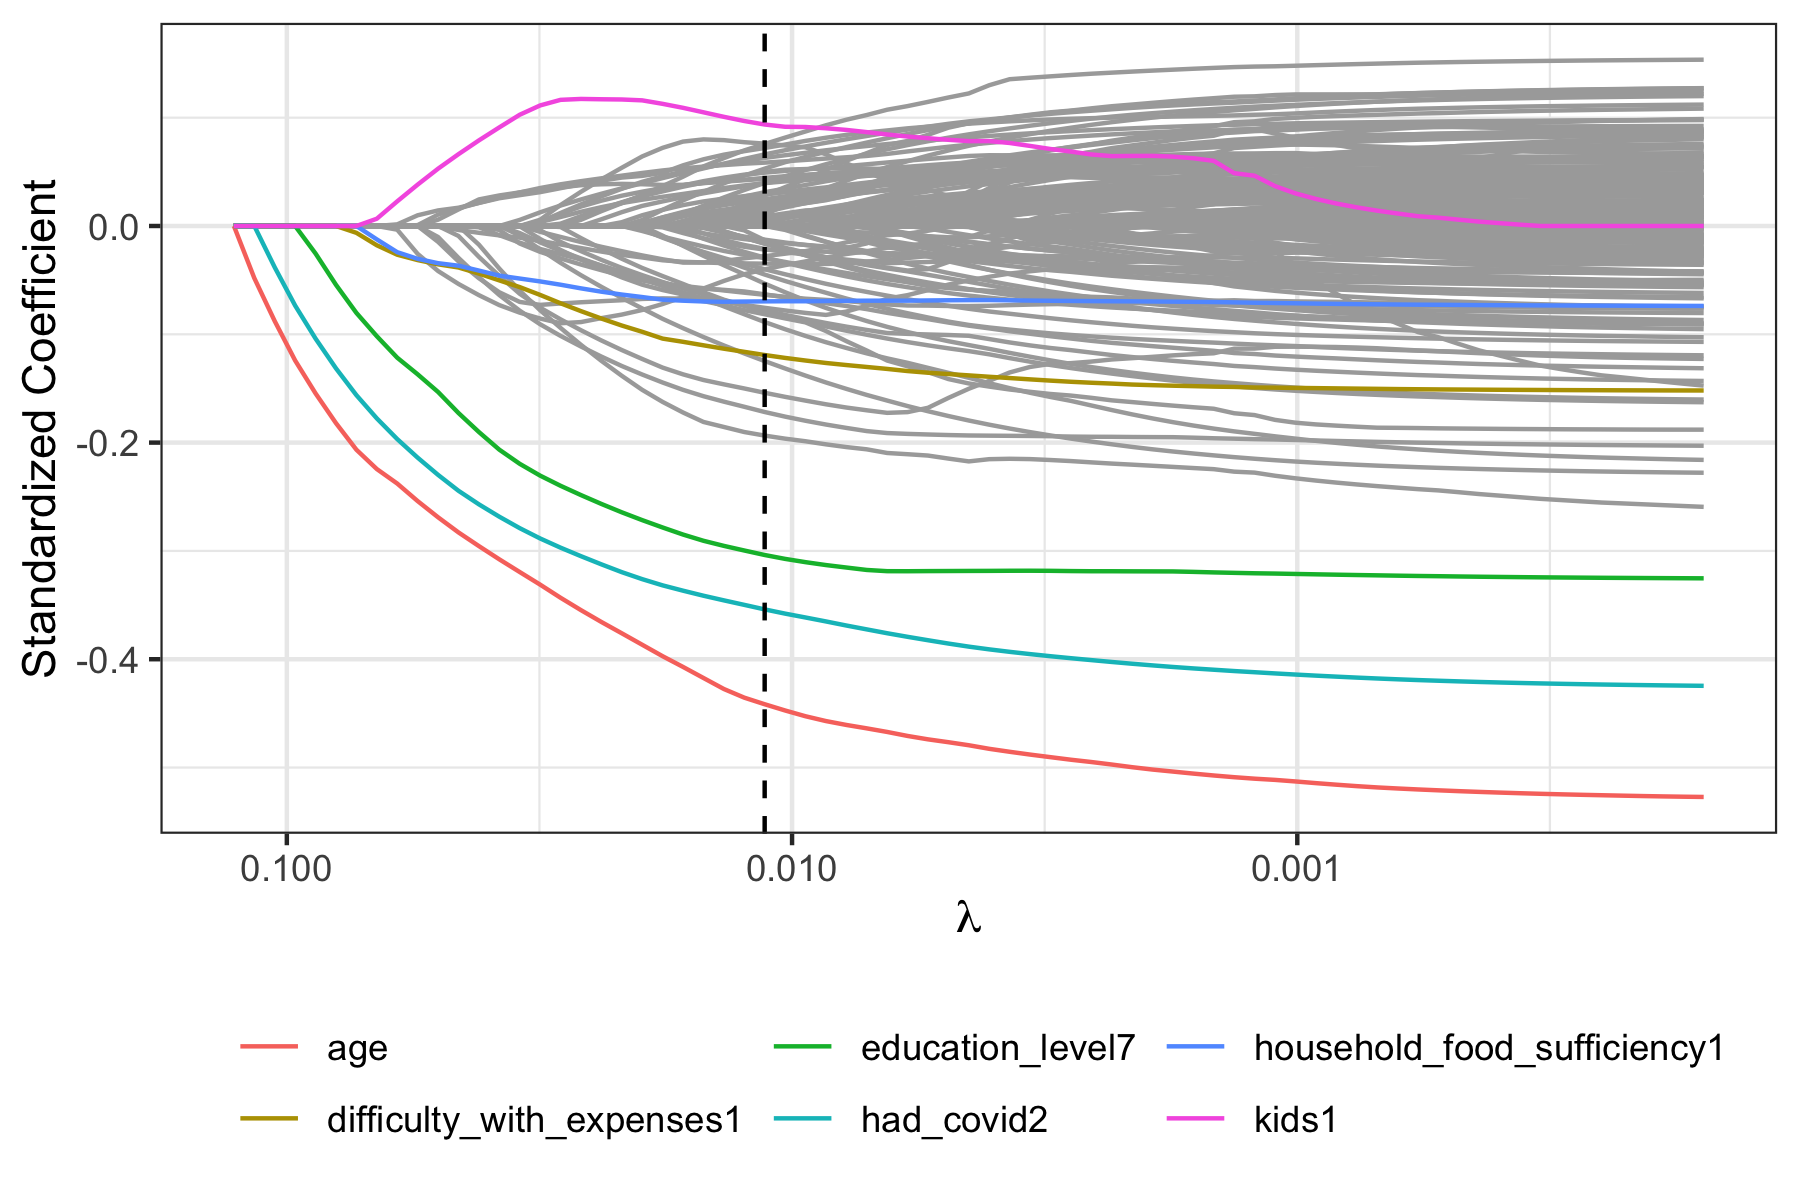 Standardized Coefficient
0.0
-0.2
-0.4
0.100 0.010 0.001
λ
age education_level7 household_food_sufficiency1
difficulty_with_expenses1 had_covid2 kids1